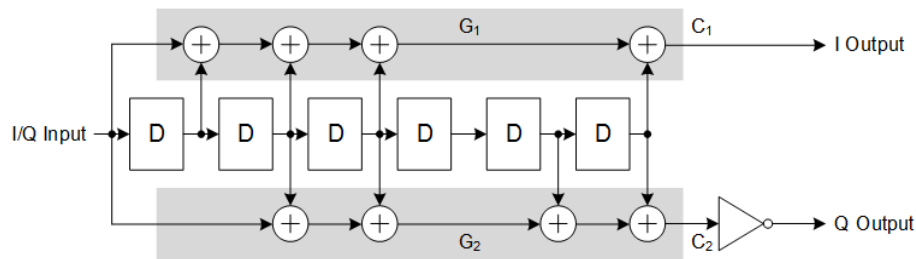 G1 C1
I Output
I/Q Input D D D D D D
G2 C2
Q Output